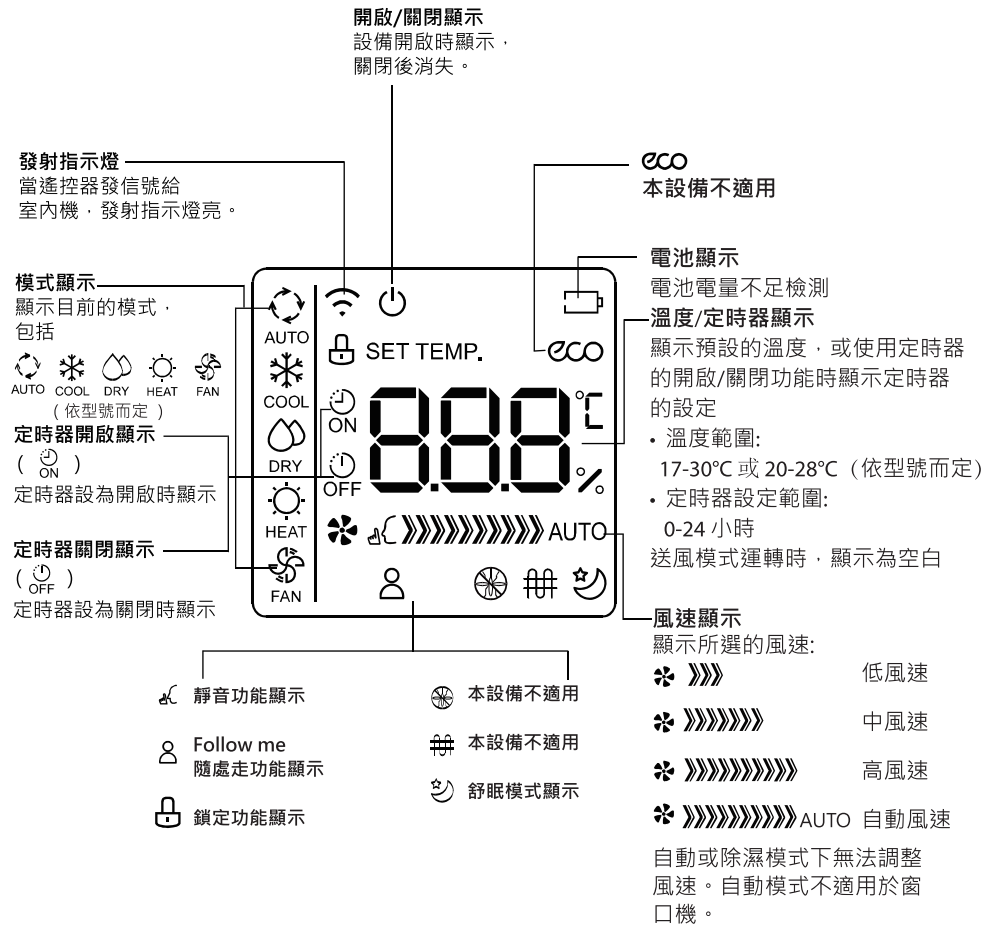 開啟/關閉顯示
設備開啟時顯示，
關閉後消失。
發射指示燈
當遙控器發信號給
室內機，發射指示燈亮。
eco
本設備不適用
模式顯示
顯示目前的模式，
包括
AUTO COOL DRY HEAT FAN
(依型號而定)
定時器開啟顯示
( ON )
定時器設為開啟時顯示
定時器關閉顯示
( OFF )
定時器設為關閉時顯示
AUTO
COOL
DRY
HEAT
FAN
SET TEMP.
eco
ON
OFF
8.8.8
°C
%
AUTO
電池顯示
電池電量不足檢測
溫度/定時器顯示
顯示預設的溫度，或使用定時器
的開啟/關閉功能時顯示定時器
的設定
• 溫度範圍:
17-30°C 或 20-28°C（依型號而定）
• 定時器設定範圍:
0-24 小時
送風模式運轉時，顯示為空白
風速顯示
顯示所選的風速:
低風速
中風速
高風速
AUTO 自動風速
自動或除濕模式下無法調整
風速。自動模式不適用於窗
口機。
靜音功能顯示
Follow me
隨處走功能顯示
鎖定功能顯示
本設備不適用
本設備不適用
舒眠模式顯示